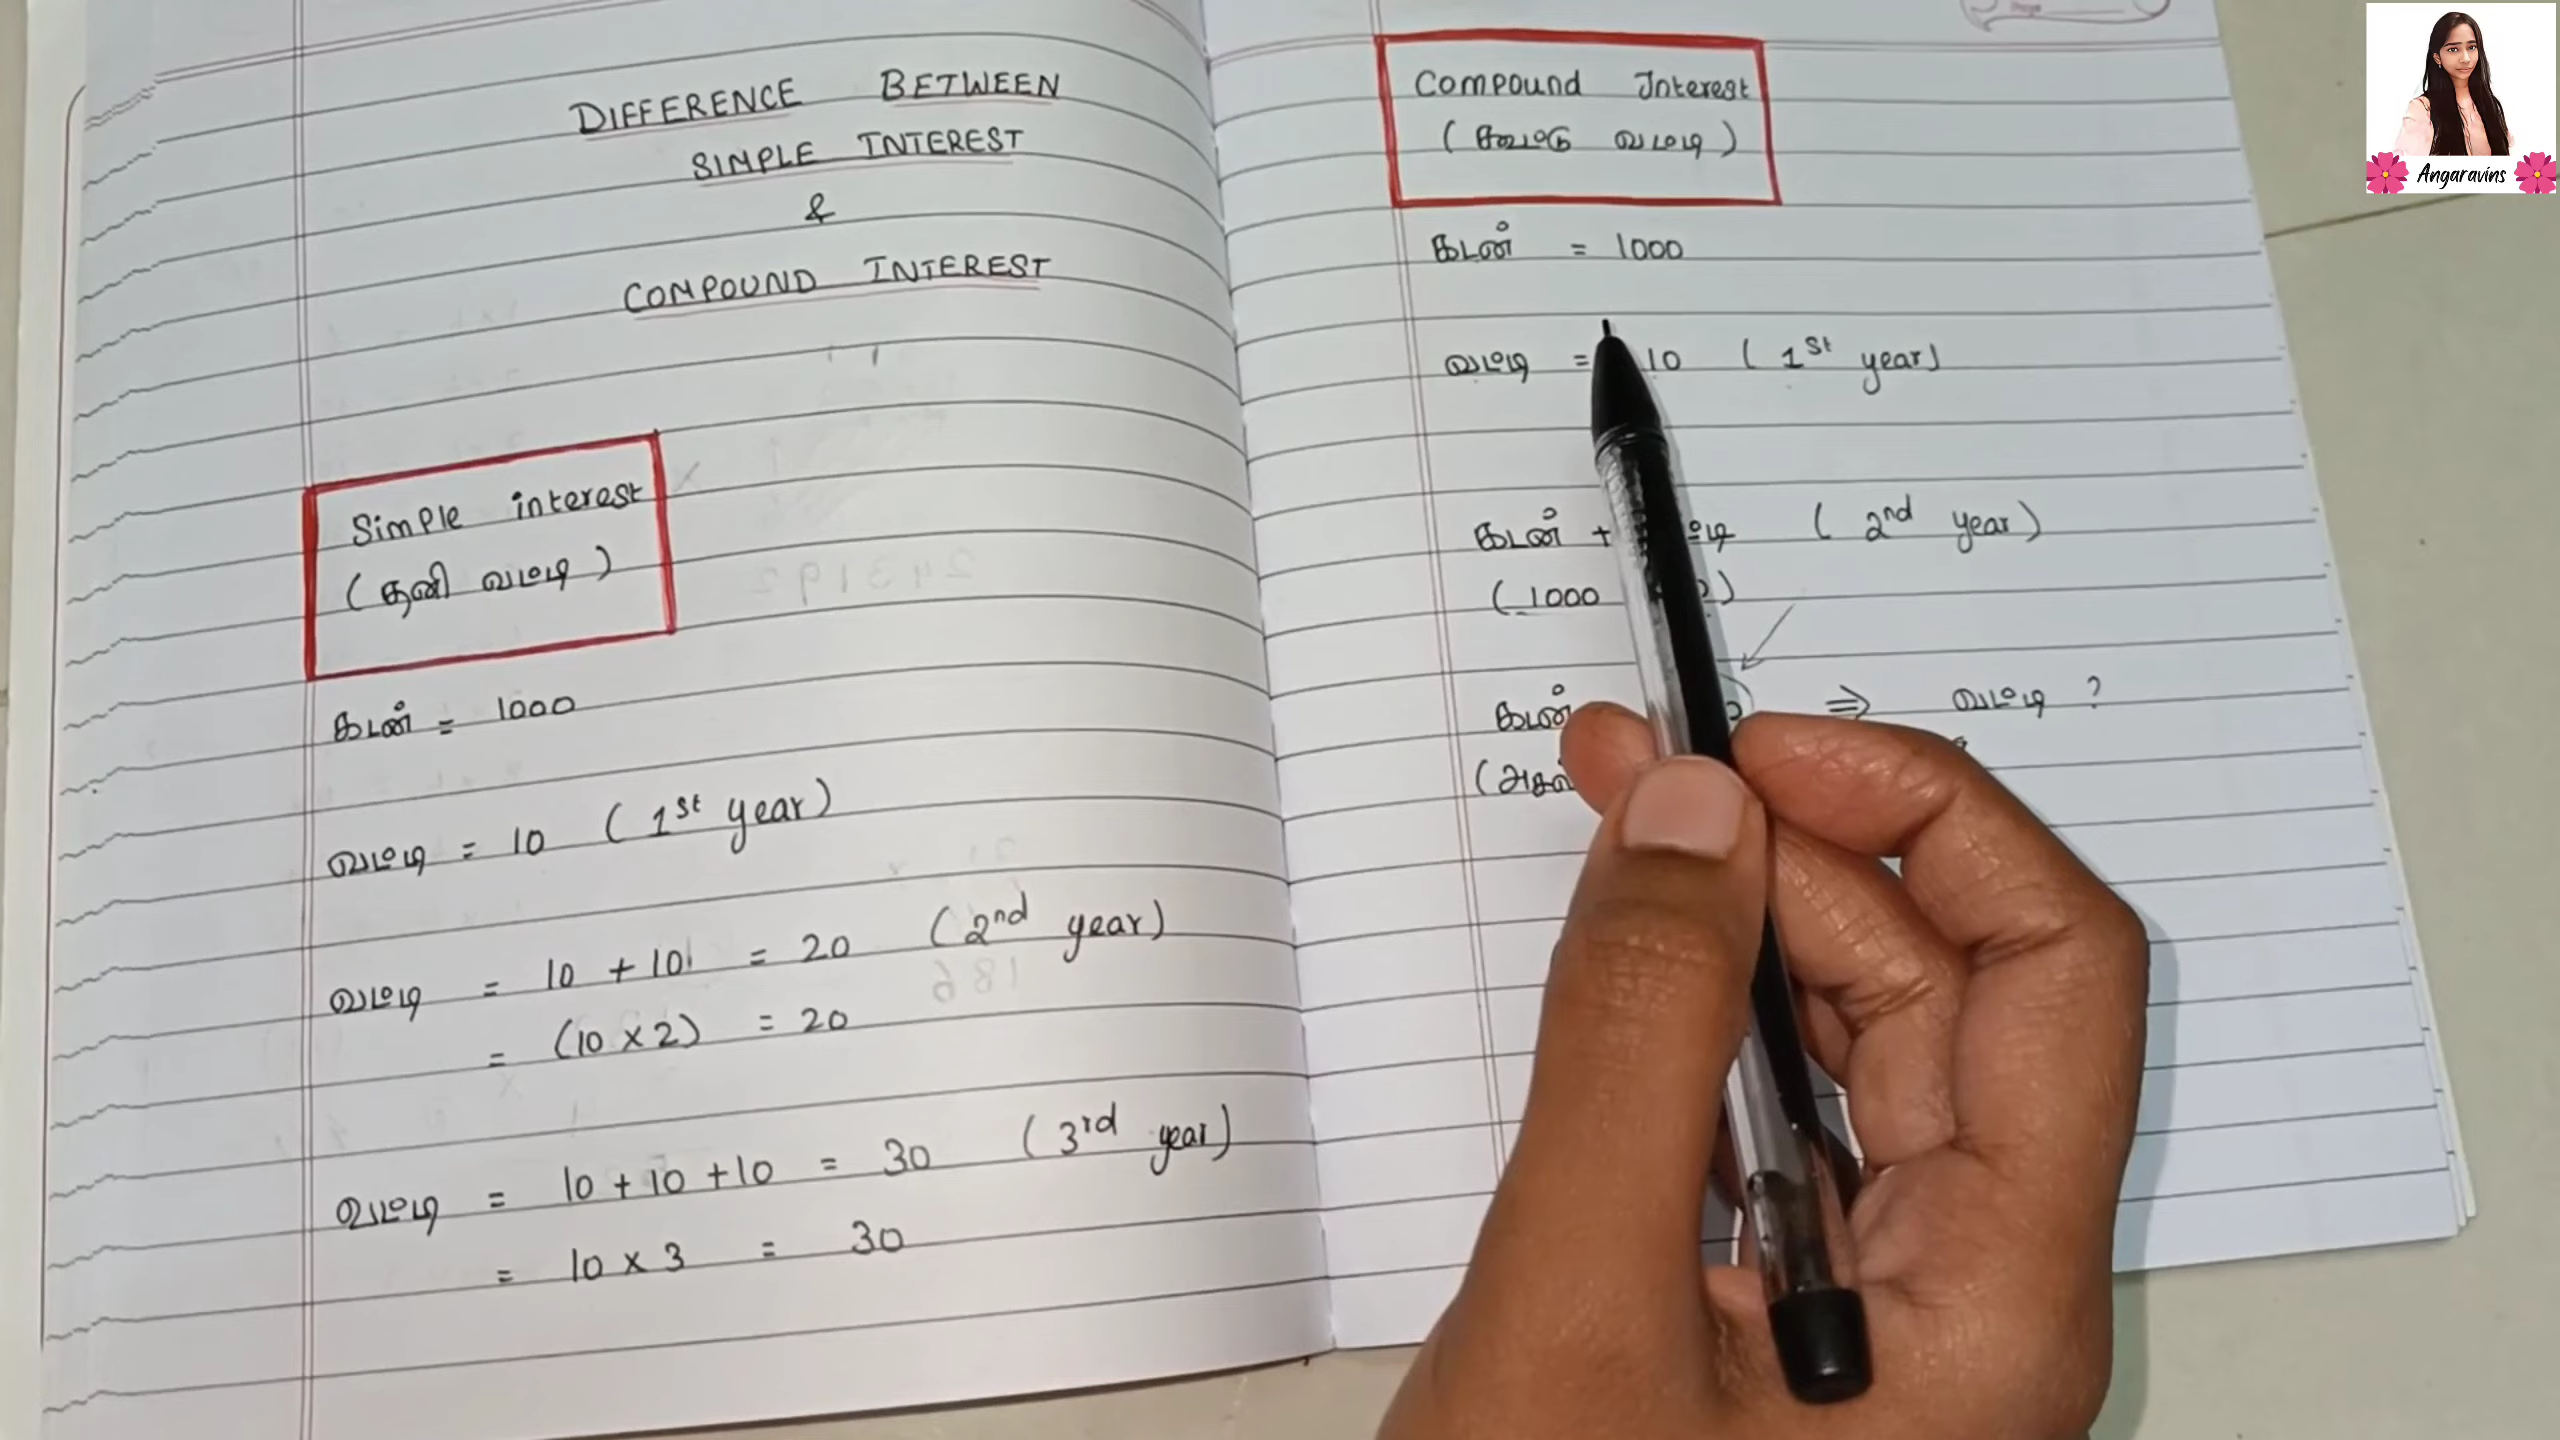 DIFFERENCE BETWEEN
SIMPLE INTEREST
&
COMPOUND INTEREST
Simple interest
(தனி வட்டி)
கடன் = 1000
வட்டி = 10 (1st year)
வட்டி = 10 + 10 = 20 (2nd year)
= (10 x 2) = 20
வட்டி = 10 + 10 + 10 = 30 (3rd year)
= 10 x 3 = 30
Compound Interest
(கூட்டு வட்டி)
கடன் = 1000
வட்டி = 10 (1st year)
கடன் + (2nd year)
(1000
கடன் ⇒ வட்டி ?
Angaravins